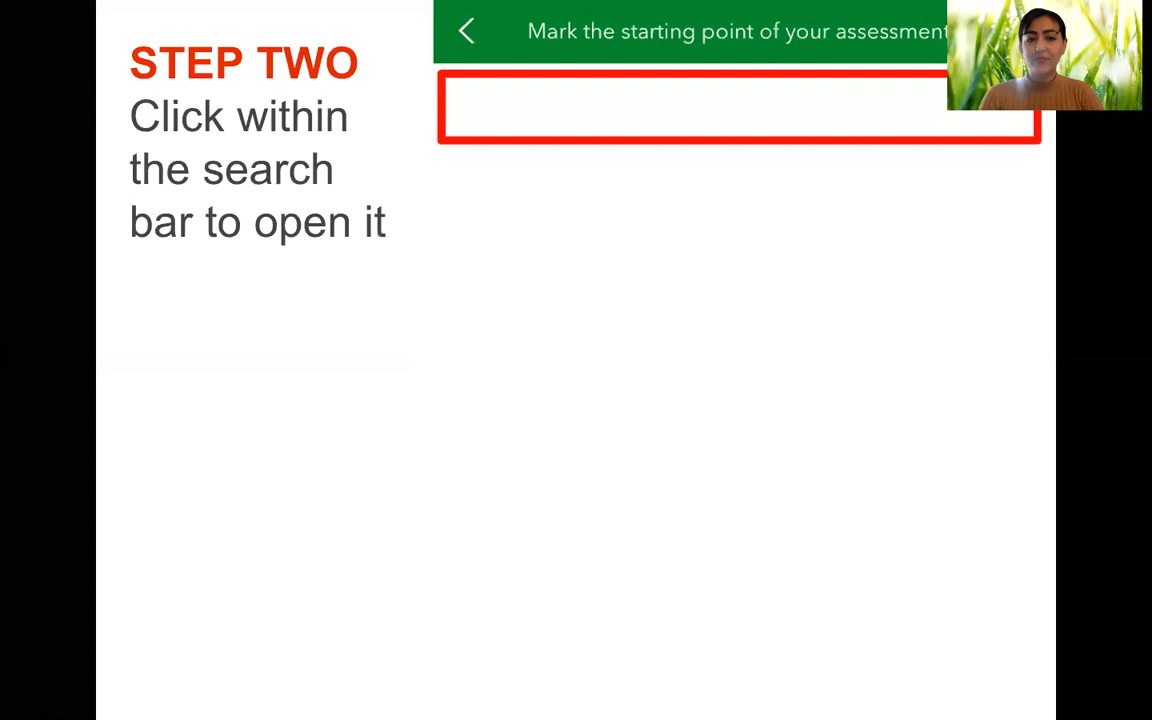 STEP TWO
Click within
the search
bar to open it
Mark the starting point of your assessment